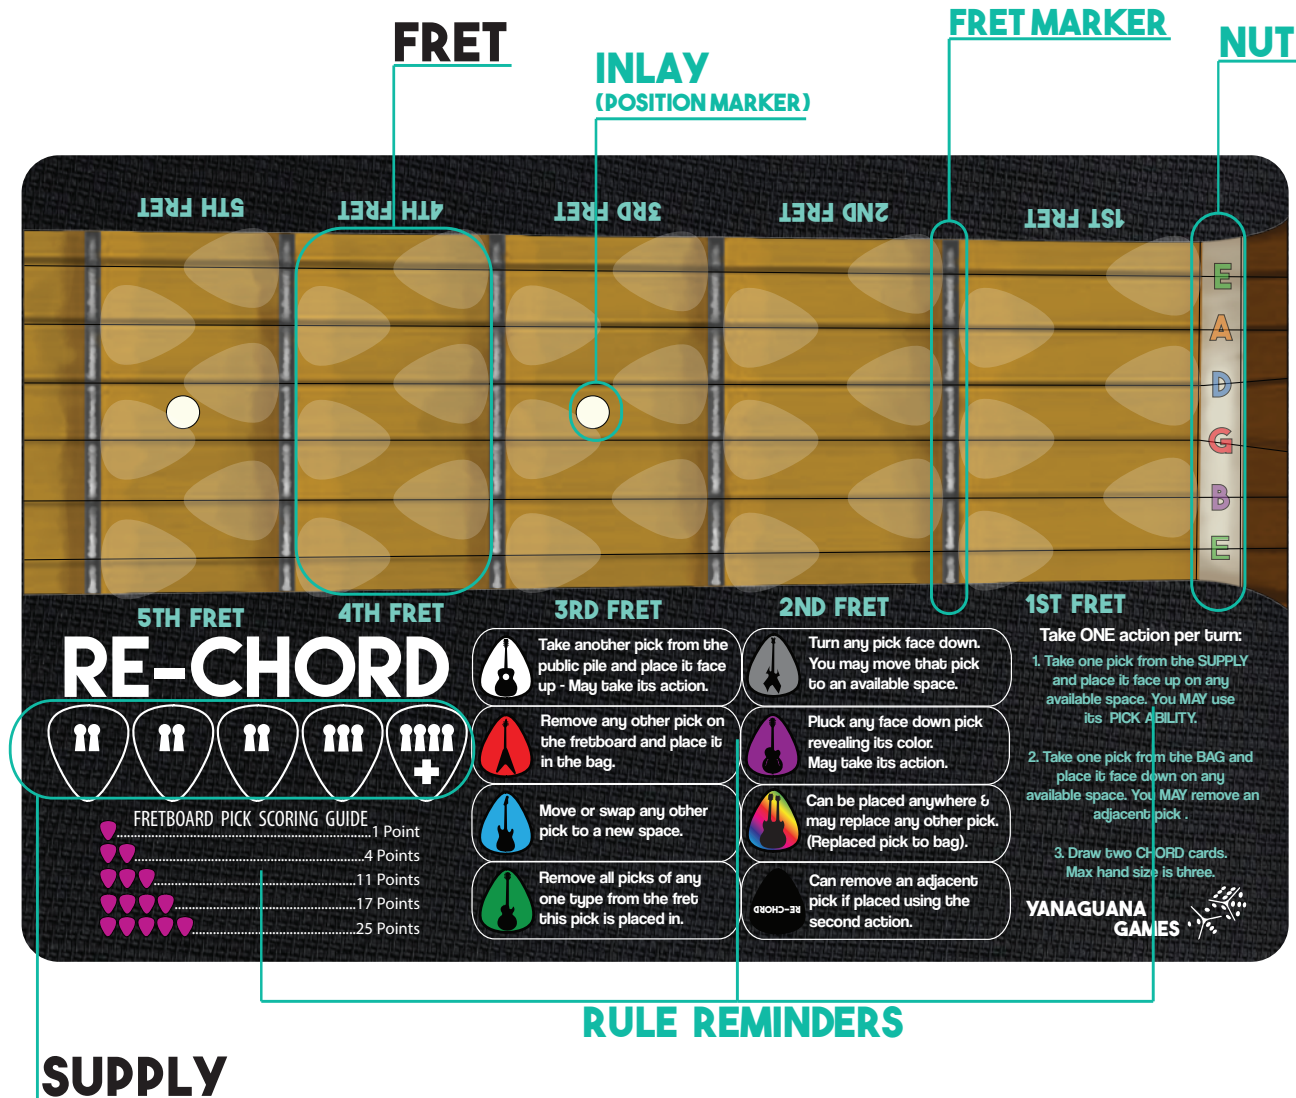 FRET
INLAY
(POSITION MARKER)
FRET MARKER
NUT
5TH FRET
4TH FRET
3RD FRET
2ND FRET
1ST FRET
E
A
D
G
B
E
5TH FRET
4TH FRET
3RD FRET
2ND FRET
1ST FRET
RE-CHORD
FRETBOARD PICK SCORING GUIDE
1 Point
4 Points
11 Points
17 Points
25 Points
Take another pick from the
public pile and place it face
up - May take its action.
Remove any other pick on
the fretboard and place it
in the bag.
Move or swap any other
pick to a new space.
Remove all picks of any
one type from the fret
this pick is placed in.
Turn any pick face down.
You may move that pick
to an available space.
Pluck any face down pick
revealing its color.
May take its action.
Can be placed anywhere &
may replace any other pick.
(Replaced pick to bag).
RE-CHORD
Can remove an adjacent
pick if placed using the
second action.
Take ONE action per turn:
1. Take one pick from the SUPPLY
and place it face up on any
available space. You MAY use
its PICK ABILITY.
2. Take one pick from the BAG and
place it face down on any
available space. You MAY remove an
adjacent pick .
3. Draw two CHORD cards.
Max hand size is three.
YANAGUANA
GAMES
RULE REMINDERS
SUPPLY